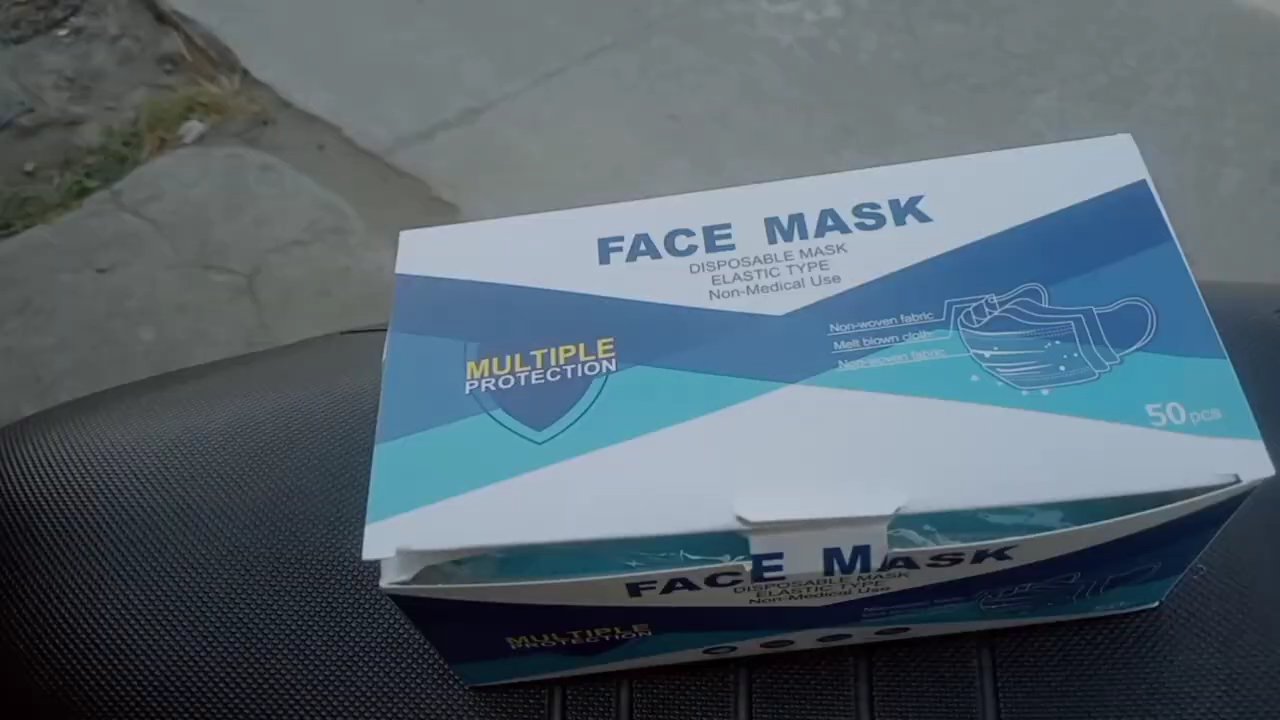 FACE MASK
DISPOSABLE MASK
ELASTIC TYPE
Non-Medical Use
Non-woven fabric
Melt blown cloth
Non-woven fabric
MULTIPLE
PROTECTION
50 pcs
FACE MASK
DISPOSABLE MASK
ELASTIC TYPE
Non-Medical Use
MULTIPLE
PROTECTION